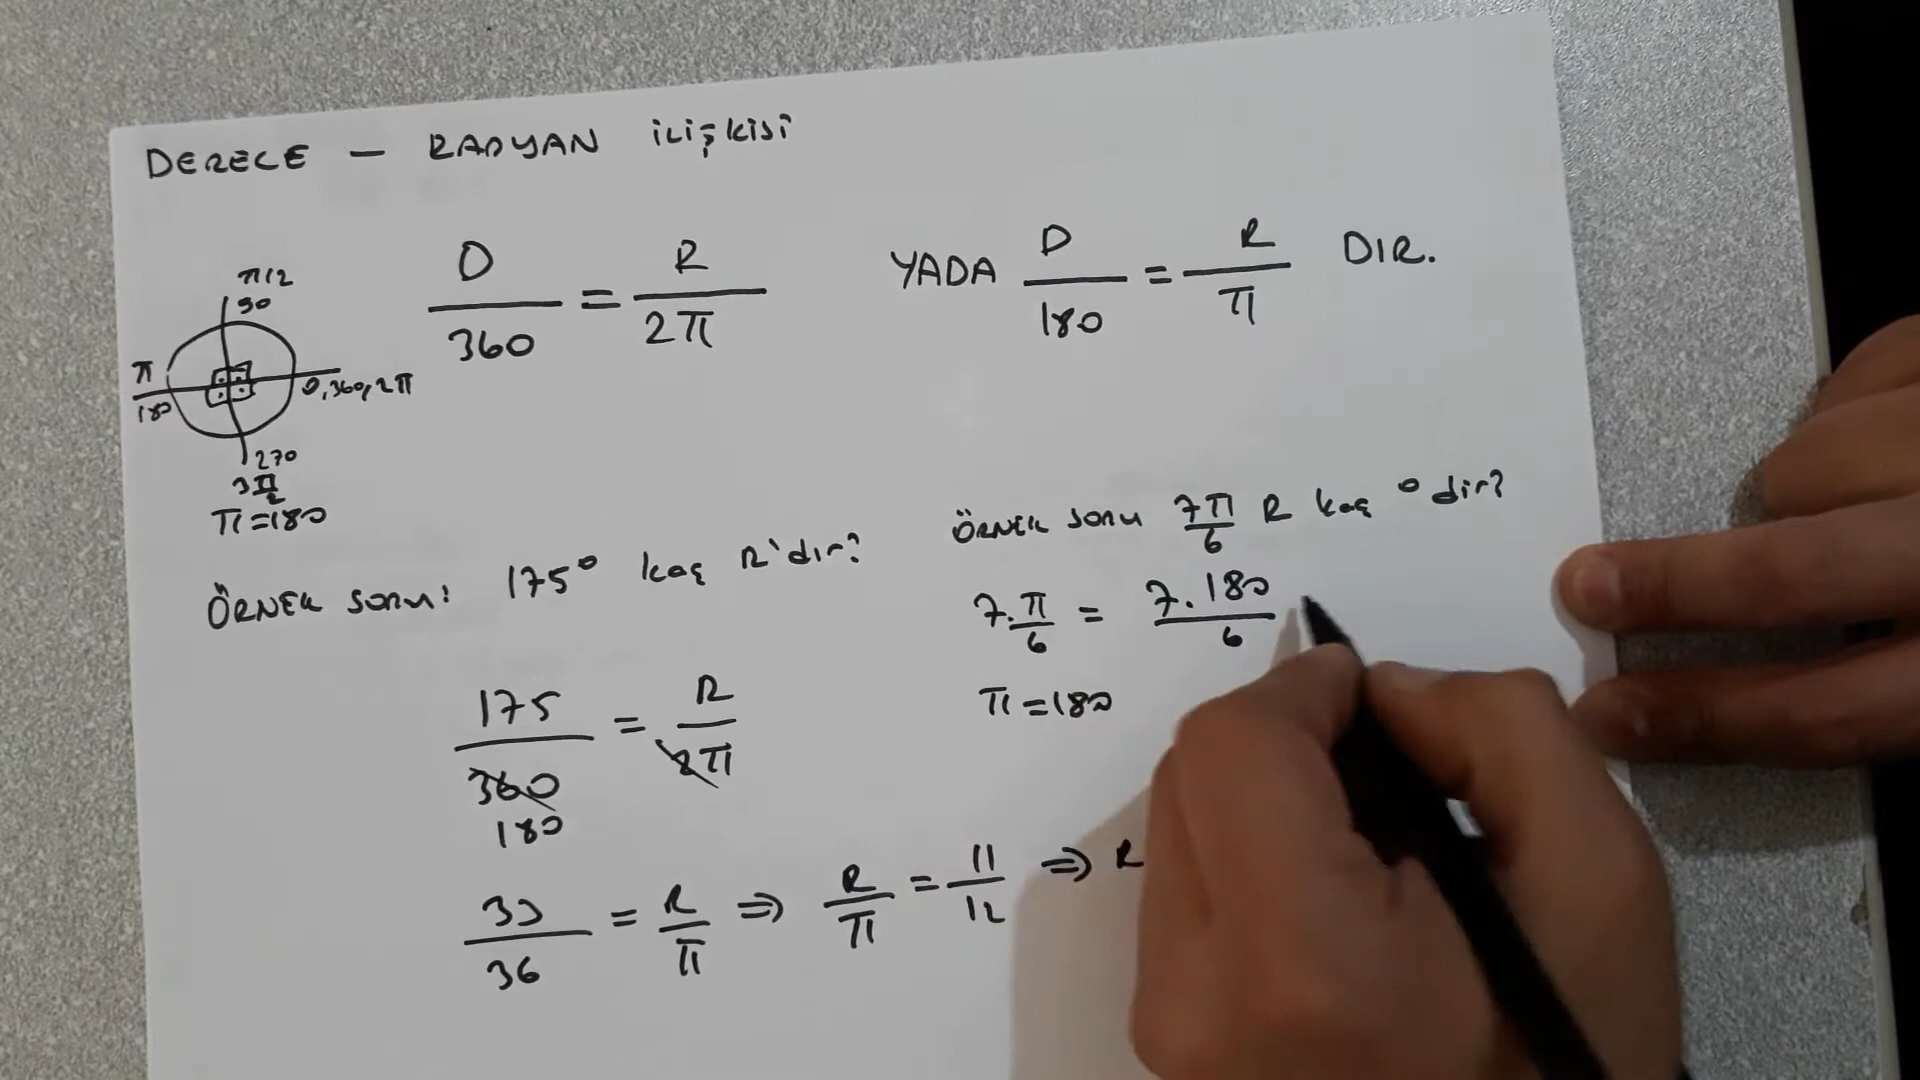 DERECE — RADYAN İLİŞKİSİ
D/360 = R/2π YADA D/180 = R/π DIR.
π/2
90
π
180
0,360,2π
270
3π/2
π=180
ÖRNEK soru: 175° kaç R'dir?
175/360 = R/2π
180
33/36 = R/π ⇒ R/π = 11/12 ⇒ R
ÖRNEK soru 7π/6 R kaç ° dir?
7.π/6 = 7.180/6
π=180